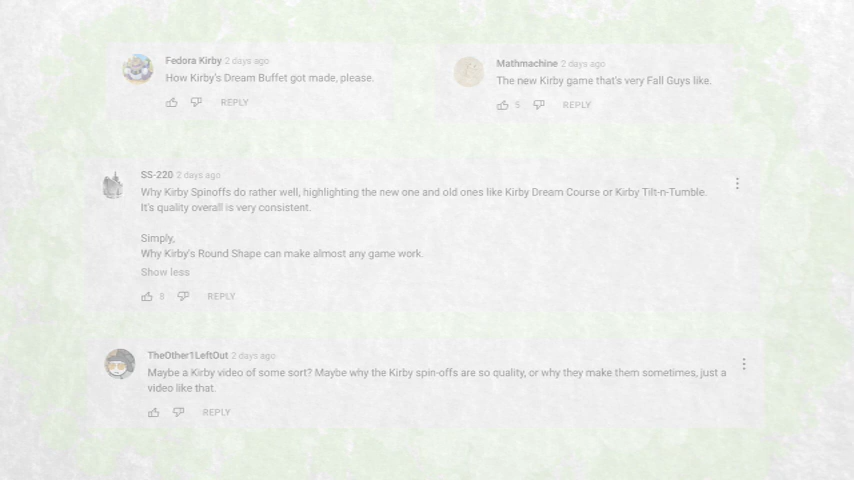 Fedora Kirby 2 days ago
How Kirby's Dream Buffet got made, please.
REPLY
Mathmachine 2 days ago
The new Kirby game that's very Fall Guys like.
5 REPLY
SS-220 2 days ago
Why Kirby Spinoffs do rather well, highlighting the new one and old ones like Kirby Dream Course or Kirby Tilt-n-Tumble.
It's quality overall is very consistent.
Simply,
Why Kirby's Round Shape can make almost any game work.
Show less
8 REPLY
TheOther1LeftOut 2 days ago
Maybe a Kirby video of some sort? Maybe why the Kirby spin-offs are so quality, or why they make them sometimes, just a
video like that.
REPLY